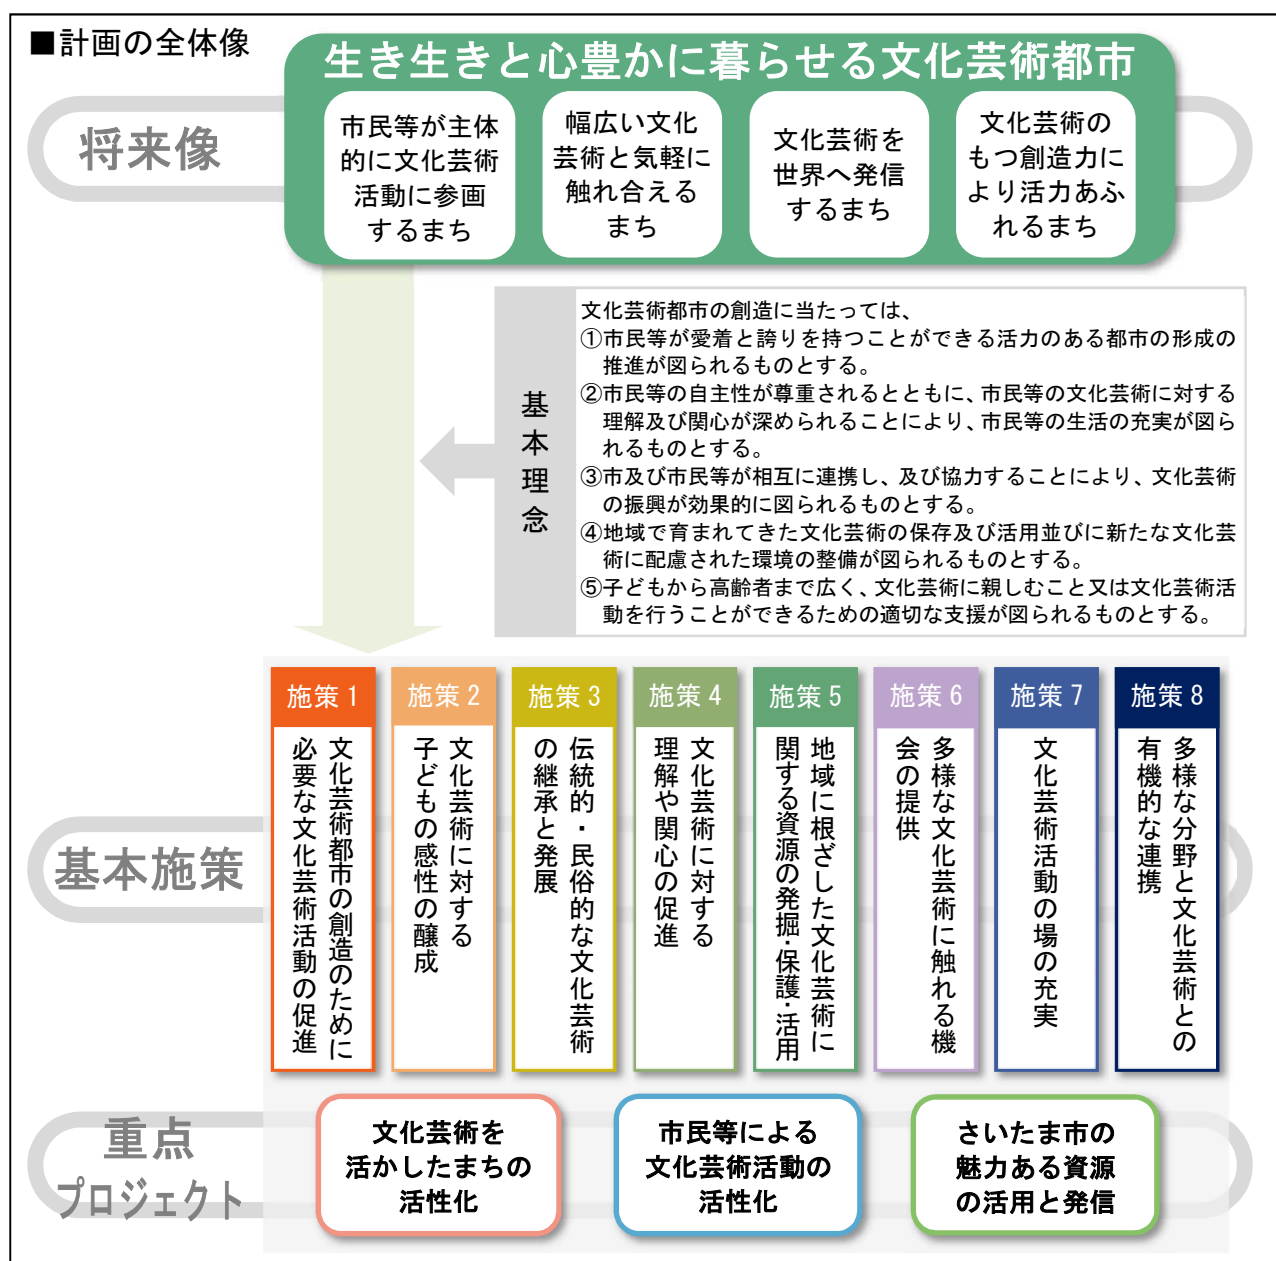 ■計画の全体像
生き生きと心豊かに暮らせる文化芸術都市
将来像
市民等が主体
的に文化芸術
活動に参画
するまち
幅広い文化
芸術と気軽に
触れ合える
まち
文化芸術を
世界へ発信
するまち
文化芸術の
もつ創造力に
より活力あふ
れるまち
基本理念
文化芸術都市の創造に当たっては、
①市民等が愛着と誇りを持つことができる活力のある都市の形成の
推進が図られるものとする。
②市民等の自主性が尊重されるとともに、市民等の文化芸術に対する
理解及び関心が深められることにより、市民等の生活の充実が図ら
れるものとする。
③市及び市民等が相互に連携し、及び協力することにより、文化芸術
の振興が効果的に図られるものとする。
④地域で育まれてきた文化芸術の保存及び活用並びに新たな文化芸
術に配慮された環境の整備が図られるものとする。
⑤子どもから高齢者まで広く、文化芸術に親しむこと又は文化芸術活
動を行うことができるための適切な支援が図られるものとする。
基本施策
施策1
文化芸術都市の創造のために
必要な文化芸術活動の促進
施策2
文化芸術に対する
子どもの感性の醸成
施策3
伝統的・民俗的な文化芸術
の継承と発展
施策4
文化芸術に対する
理解や関心の促進
施策5
地域に根ざした文化芸術に
関する資源の発掘・保護・活用
施策6
多様な文化芸術に触れる機
会の提供
施策7
文化芸術活動の場の充実
施策8
多様な分野と文化芸術との
有機的な連携
重点
プロジェクト
文化芸術を
活かしたまちの
活性化
市民等による
文化芸術活動の
活性化
さいたま市の
魅力ある資源
の活用と発信